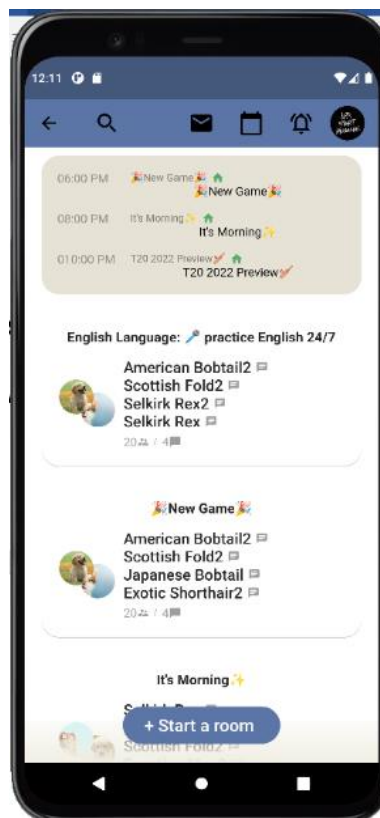 12:11
06:00 PM 🎉New Game🎉
🎉New Game🎉
08:00 PM It's Morning✨
It's Morning✨
010:00 PM T20 2022 Preview🏏
T20 2022 Preview🏏
English Language: 🎤 practice English 24/7
American Bobtail2
Scottish Fold2
Selkirk Rex2
Selkirk Rex
20 / 4
🎉New Game🎉
American Bobtail2
Scottish Fold2
Japanese Bobtail
Exotic Shorthair2
20 / 4
It's Morning✨
+ Start a room
Scottish Fold2